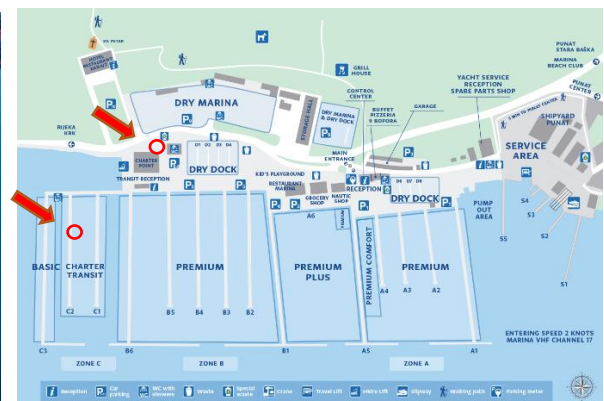 SV. PETAR
HOTEL
RESTAURANT
KANAJT
GRILL
HOUSE
PUNAT
STARA BAŠKA
MARINA
BEACH CLUB
PUNAT
CENTER
YACHT SERVICE
RECEPTION
SPARE PARTS SHOP
CONTROL
CENTER
BUFFET
PIZZERIA
9 BOFORA
GARAGE
DRY MARINA
STORAGE HALL
DRY MARINA
& DRY DOCK
SHIPYARD
PUNAT
SERVICE
AREA
RIJEKA
KRK
CHARTER
POINT
D1 D2 D3 D4
DRY DOCK
MAIN
ENTRANCE
TRANSIT RECEPTION
KID'S PLAYGROUND
RESTAURANT
MARINA
RECEPTION
D6 D7 D8
DRY DOCK
GROCERY
SHOP
NAUTIC
SHOP
PUMP
OUT AREA
S4
S3
S2
S5
S1
A6
BASIC
CHARTER
TRANSIT
PREMIUM
PREMIUM
PLUS
PREMIUM COMFORT
PREMIUM
C2
C1
B5
B4
B3
B2
A4
A3
A2
ENTERING SPEED 2 KNOTS
MARINA VHF CHANNEL 17
C3
B6
B1
A5
A1
ZONE C
ZONE B
ZONE A
Reception
Car
parking
WC with
showers
Waste
Special
waste
Crane
Travel Lift
Slipway
Walking path
Parking meter